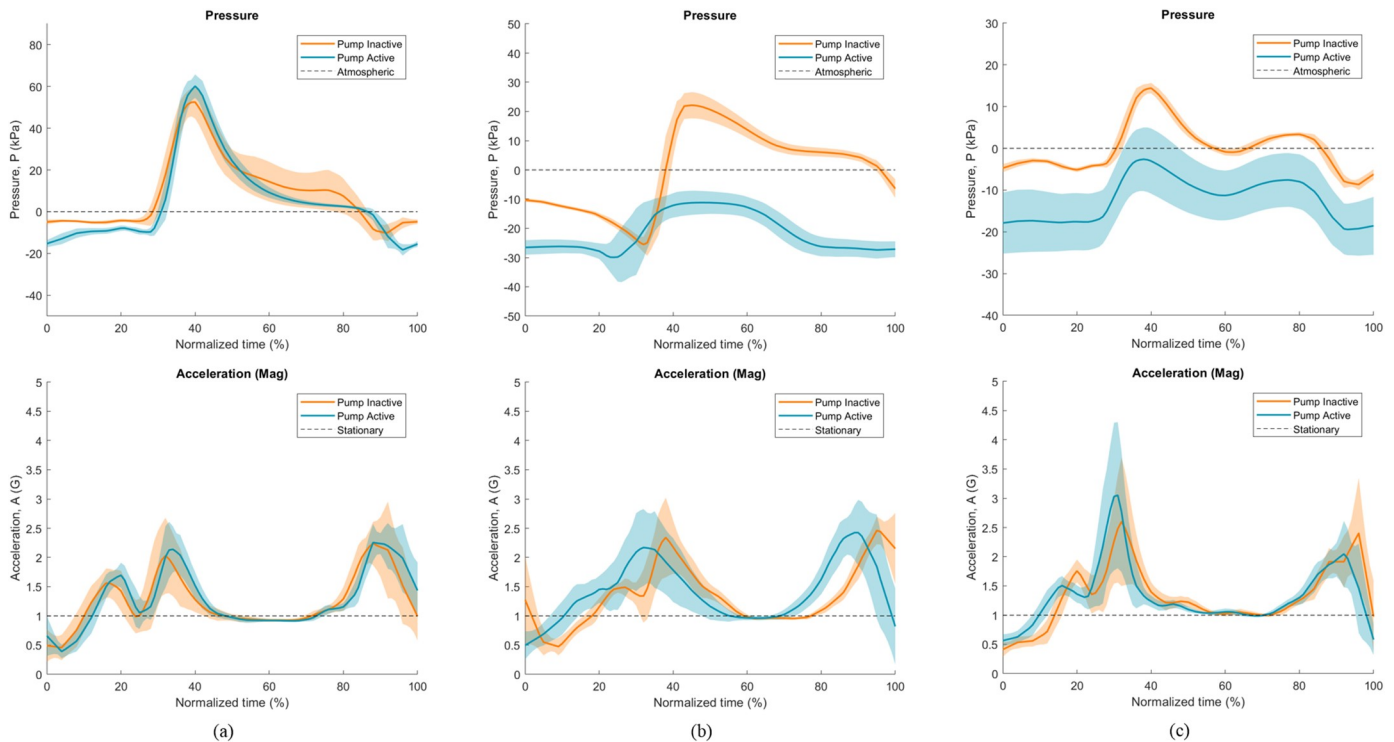 Pressure
Pump Inactive
Pump Active
Atmospheric
Pressure, P (kPa)
80
60
40
20
0
-20
-40
0 20 40 60 80 100
Normalized time (%)
Pressure
Pump Inactive
Pump Active
Atmospheric
Pressure, P (kPa)
50
40
30
20
10
0
-10
-20
-30
-40
-50
0 20 40 60 80 100
Normalized time (%)
Pressure
Pump Inactive
Pump Active
Atmospheric
Pressure, P (kPa)
30
20
10
0
-10
-20
-30
-40
0 20 40 60 80 100
Normalized time (%)
Acceleration (Mag)
Pump Inactive
Pump Active
Stationary
Acceleration, A (G)
5
4.5
4
3.5
3
2.5
2
1.5
1
0.5
0
0 20 40 60 80 100
Normalized time (%)
(a)
Acceleration (Mag)
Pump Inactive
Pump Active
Stationary
Acceleration, A (G)
5
4.5
4
3.5
3
2.5
2
1.5
1
0.5
0
0 20 40 60 80 100
Normalized time (%)
(b)
Acceleration (Mag)
Pump Inactive
Pump Active
Stationary
Acceleration, A (G)
5
4.5
4
3.5
3
2.5
2
1.5
1
0.5
0
0 20 40 60 80 100
Normalized time (%)
(c)